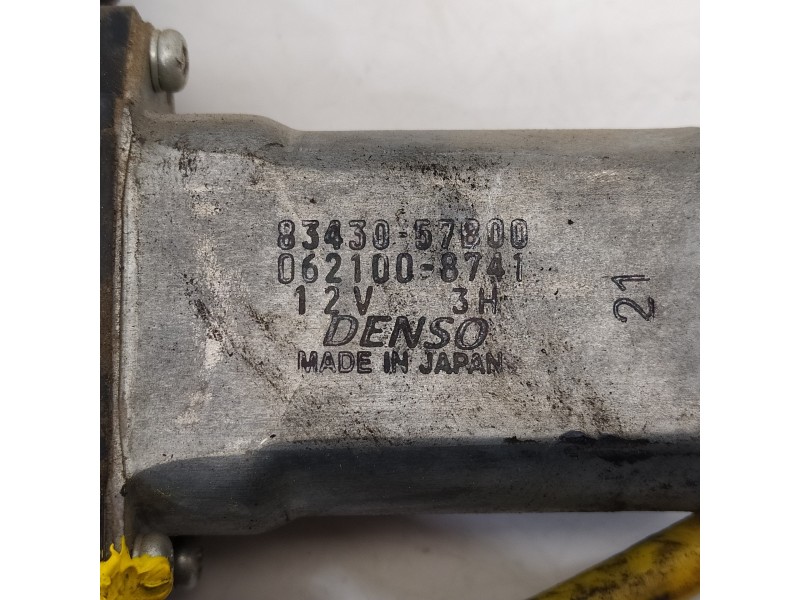 83430-57B00
062100-8741
12V 3H
DENSO
MADE IN JAPAN
21